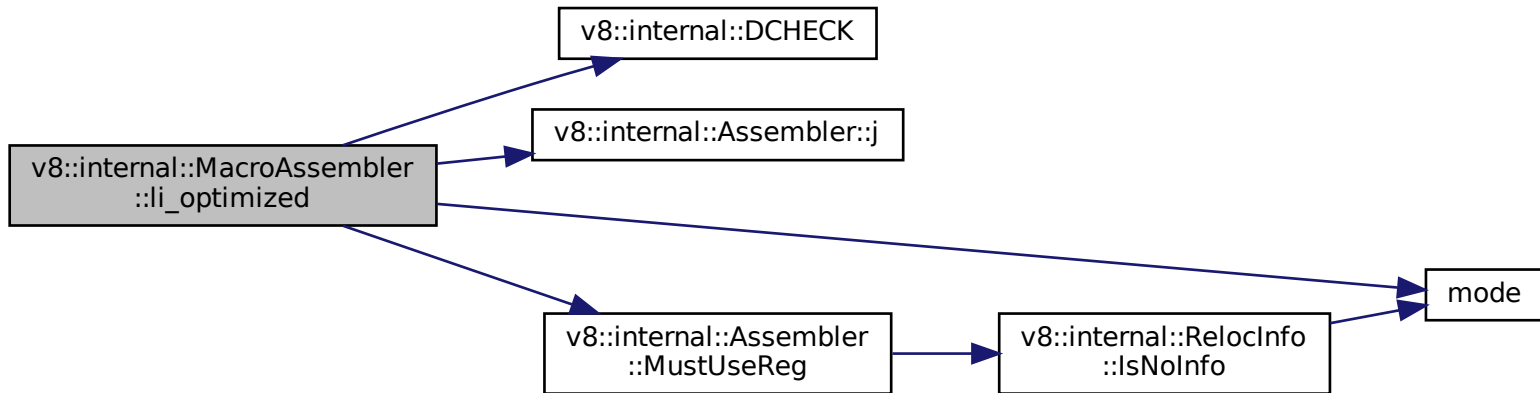 v8::internal::DCHECK
v8::internal::Assembler::j
v8::internal::MacroAssembler
::li_optimized
mode
v8::internal::Assembler
::MustUseReg
v8::internal::RelocInfo
::IsNoInfo